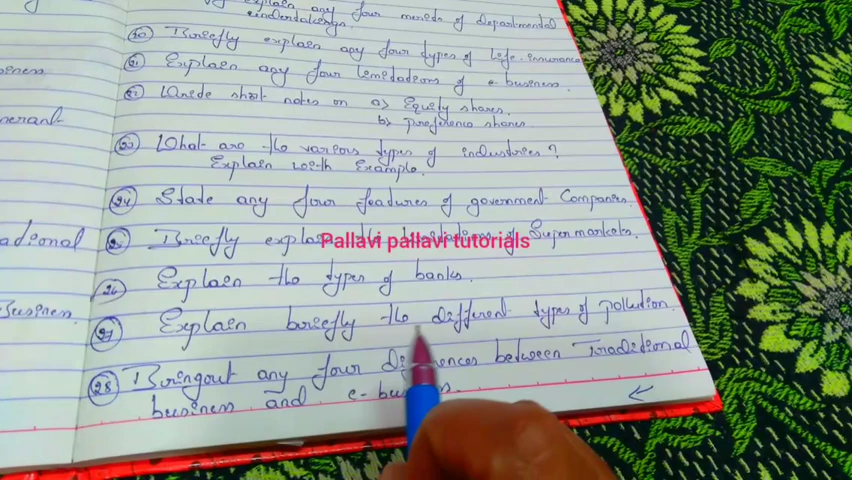 explain any four merits of departmental
undertakings.
20 Briefly explain any four types of Life-insurance
21 Explain any four limitations of e-business.
22 Write short notes on a) Equity shares.
b) preference shares
23 What are the various types of industries?
Explain with Example.
24 State any four features of government Companies.
25 Briefly explain the of Supermarkets.
Pallavi pallavi tutorials
26 Explain the types of banks.
27 Explain briefly the different types of pollution.
28 Bringout any four differences between Traditional
business and e-business